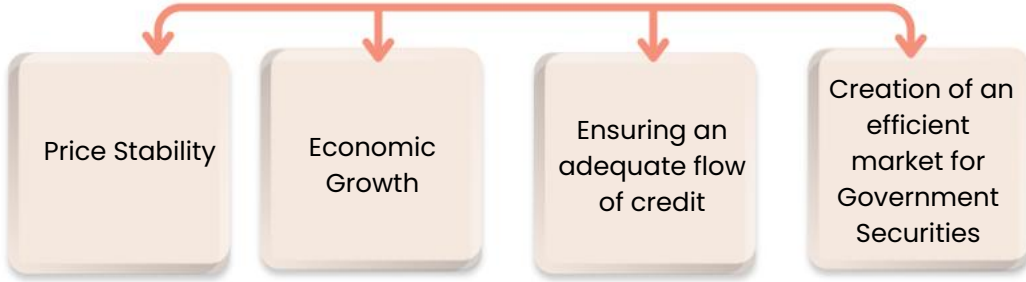 Price Stability
Economic
Growth
Ensuring an
adequate flow
of credit
Creation of an
efficient
market for
Government
Securities